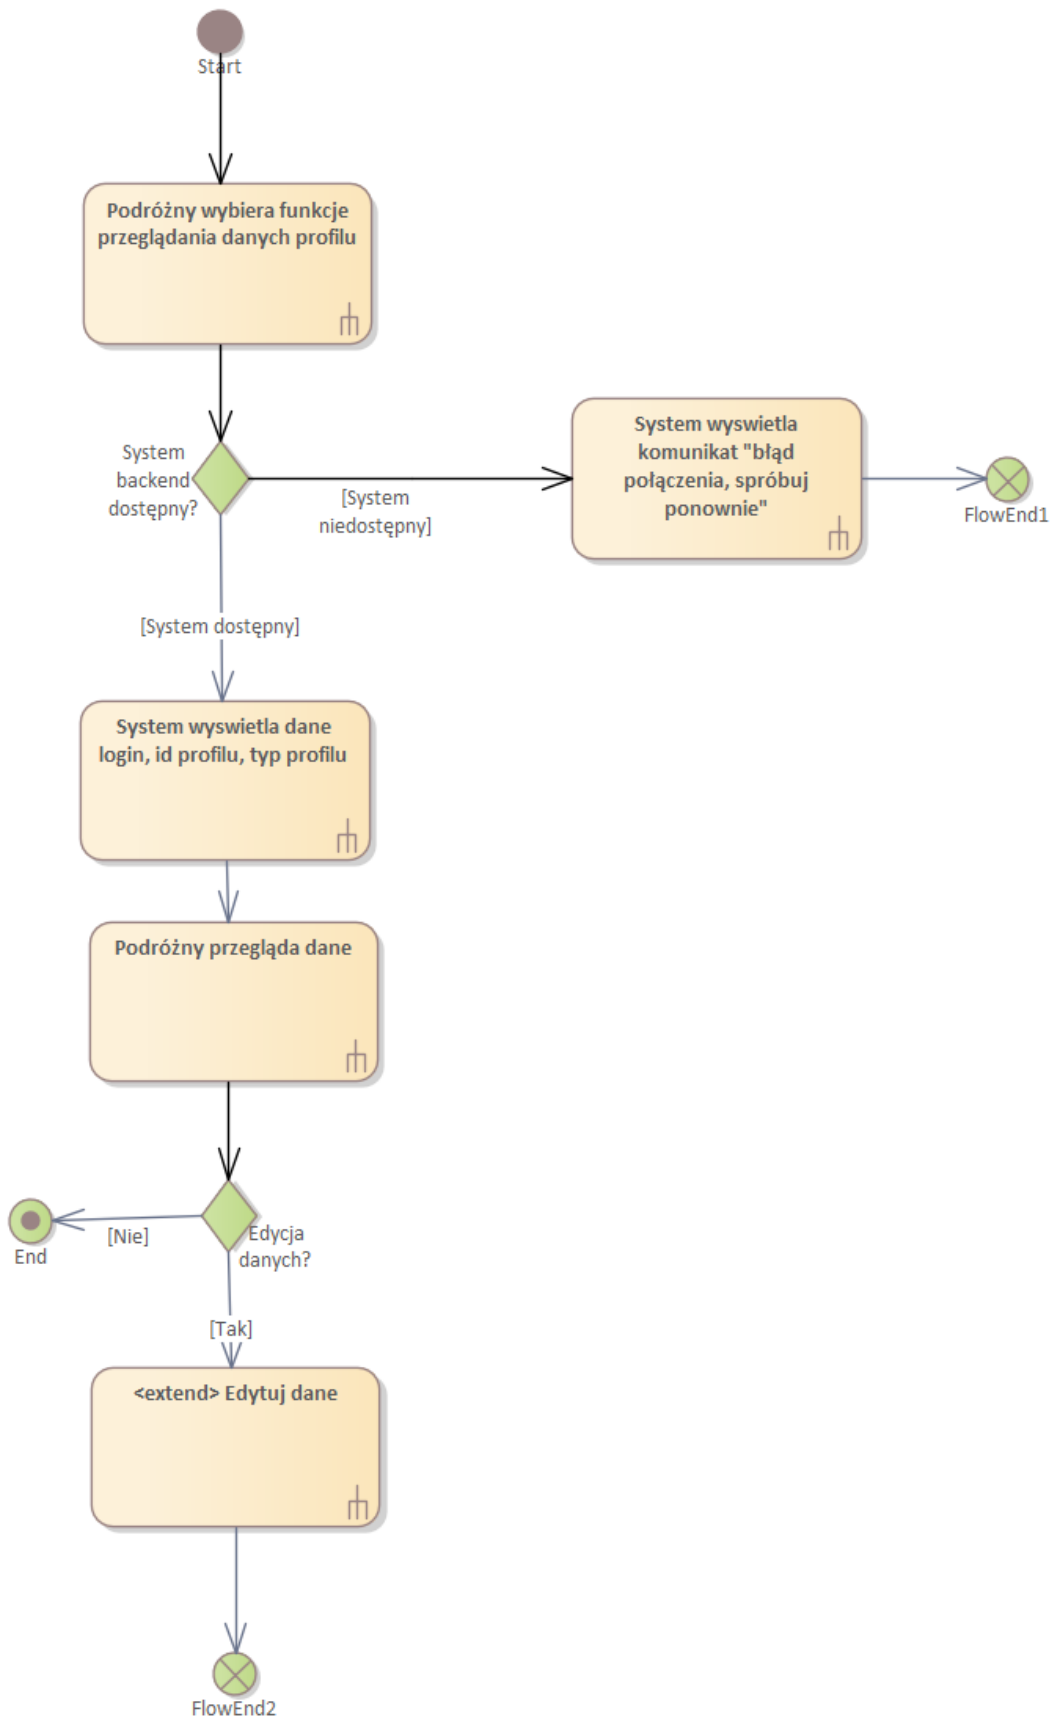 Start
Podróżny wybiera funkcje
przeglądania danych profilu
System
backend
dostępny?
[System
niedostępny]
System wyswietla
komunikat "błąd
połączenia, spróbuj
ponownie"
FlowEnd1
[System dostępny]
System wyswietla dane
login, id profilu, typ profilu
Podróżny przegląda dane
Edycja
danych?
[Nie]
End
[Tak]
<extend> Edytuj dane
FlowEnd2